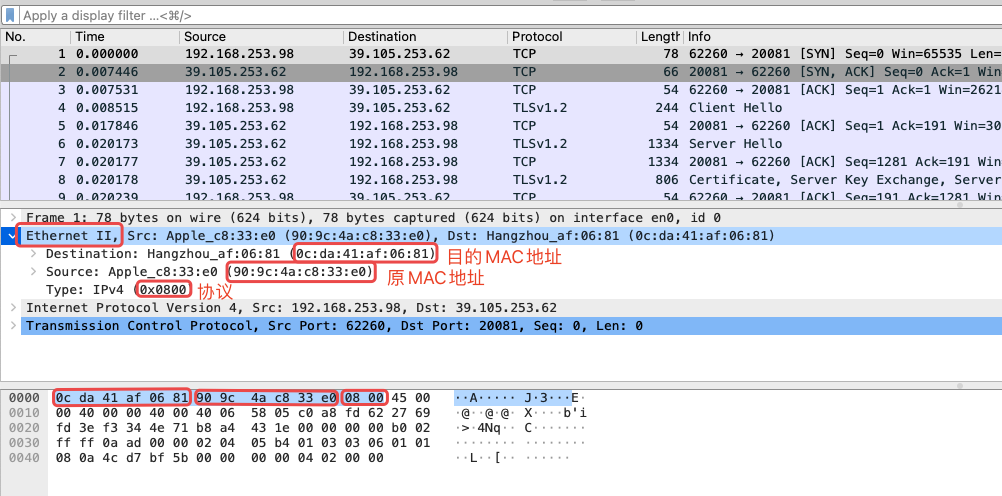 Apply a display filter ...<⌘/>
No. Time Source Destination Protocol Length Info
1 0.000000 192.168.253.98 39.105.253.62 TCP 78 62260 → 20081 [SYN] Seq=0 Win=65535 Len=
2 0.007446 39.105.253.62 192.168.253.98 TCP 66 20081 → 62260 [SYN, ACK] Seq=0 Ack=1 Win
3 0.007531 192.168.253.98 39.105.253.62 TCP 54 62260 → 20081 [ACK] Seq=1 Ack=1 Win=2621
4 0.008515 192.168.253.98 39.105.253.62 TLSv1.2 244 Client Hello
5 0.017846 39.105.253.62 192.168.253.98 TCP 54 20081 → 62260 [ACK] Seq=1 Ack=191 Win=30
6 0.020173 39.105.253.62 192.168.253.98 TLSv1.2 1334 Server Hello
7 0.020177 39.105.253.62 192.168.253.98 TCP 1334 20081 → 62260 [ACK] Seq=1281 Ack=191 Win
8 0.020178 39.105.253.62 192.168.253.98 TLSv1.2 806 Certificate, Server Key Exchange, Server
9 0.020239 192.168.253.98 39.105.253.62 TCP 54 62260 → 20081 [ACK] Seq=191 Ack=1281 Win
Frame 1: 78 bytes on wire (624 bits), 78 bytes captured (624 bits) on interface en0, id 0
Ethernet II, Src: Apple_c8:33:e0 (90:9c:4a:c8:33:e0), Dst: Hangzhou_af:06:81 (0c:da:41:af:06:81)
Destination: Hangzhou_af:06:81 (0c:da:41:af:06:81) 目的MAC地址
Source: Apple_c8:33:e0 (90:9c:4a:c8:33:e0) 原MAC地址
Type: IPv4 (0x0800) 协议
Internet Protocol Version 4, Src: 192.168.253.98, Dst: 39.105.253.62
Transmission Control Protocol, Src Port: 62260, Dst Port: 20081, Seq: 0, Len: 0
0000 0c da 41 af 06 81 90 9c 4a c8 33 e0 08 00 45 00 ··A····· J·3···E·
0010 00 40 00 00 40 00 40 06 58 05 c0 a8 fd 62 27 69 ·@··@·@· X····b'i
0020 fd 3e f3 34 4e 71 b8 a4 43 1e 00 00 00 00 b0 02 ·>·4Nq·· C·······
0030 ff ff 0a ad 00 00 02 04 05 b4 01 03 03 06 01 01 ········ ········
0040 08 0a 4c d7 bf 5b 00 00 00 00 04 02 00 00 ··L··[·· ······